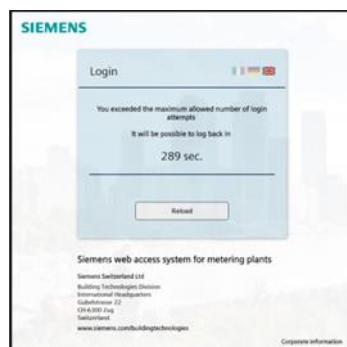 SIEMENS
Login
You exceeded the maximum allowed number of login
attempts
It will be possible to log back in
289 sec.
Reload
Siemens web access system for metering plants
Siemens Switzerland Ltd
Building Technologies Division
International Headquarters
Gubelstrasse 22
CH-6300 Zug
Switzerland
www.siemens.com/buildingtechnologies
Corporate information